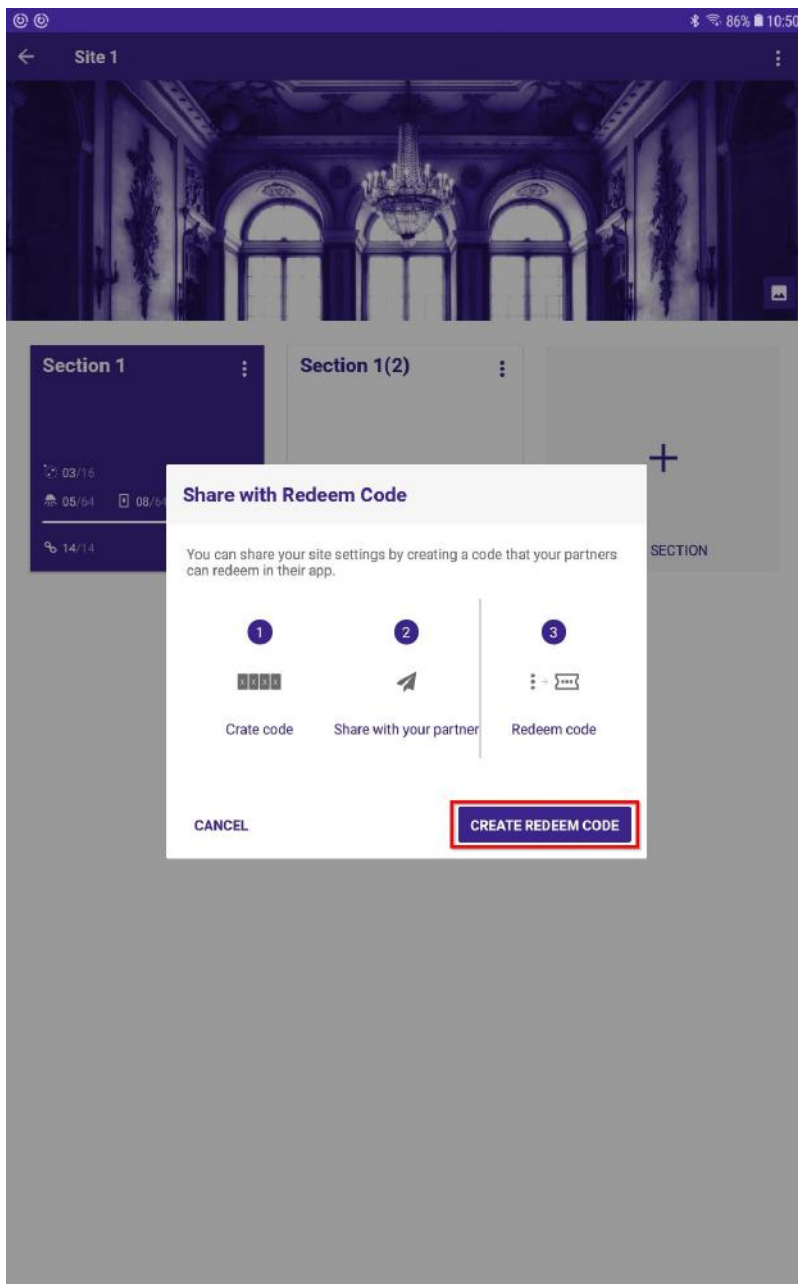 86% 10:50
Site 1
Section 1
Section 1(2)
03/16
05/64 08/64
14/14
SECTION
Share with Redeem Code
You can share your site settings by creating a code that your partners
can redeem in their app.
1 2 3
X X X X
Crate code Share with your partner Redeem code
CANCEL CREATE REDEEM CODE